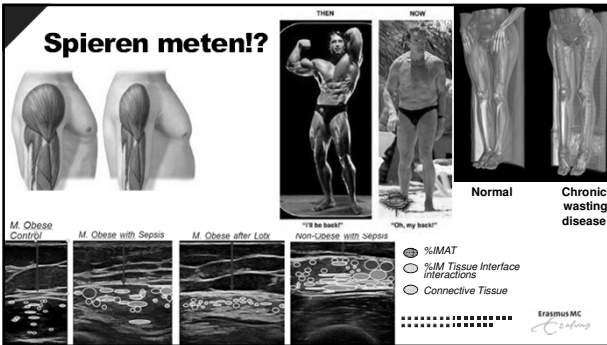 Spieren meten!?
THEN
NOW
"I'll be back!"
"Oh, my back!"
Normal
Chronic
wasting
disease
M. Obese
Control
M. Obese with Sepsis
M. Obese after Lotx
Non-Obese with Sepsis
%IMAT
%IM Tissue Interface
interactions
Connective Tissue
Erasmus MC
Erasmus